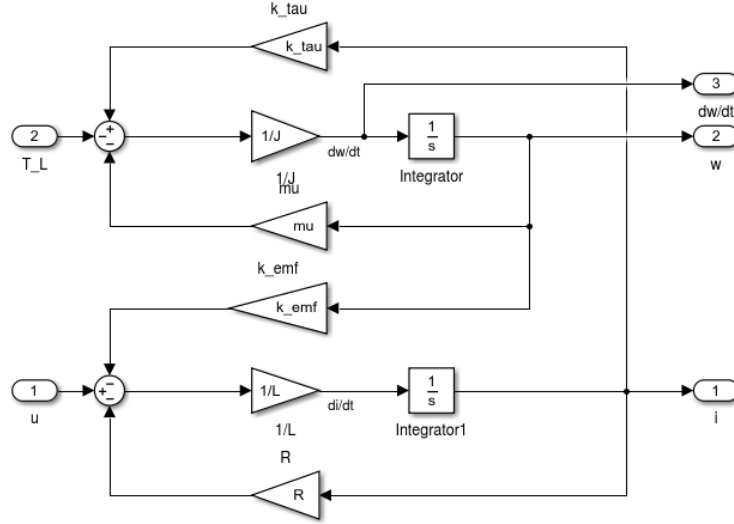 k_tau
k_tau
3
dw/dt
2
T_L
1/J
dw/dt
1
s
2
w
Integrator
1/J
mu
mu
k_emf
k_emf
1
u
1/L
di/dt
1
s
1
i
Integrator1
1/L
R
R